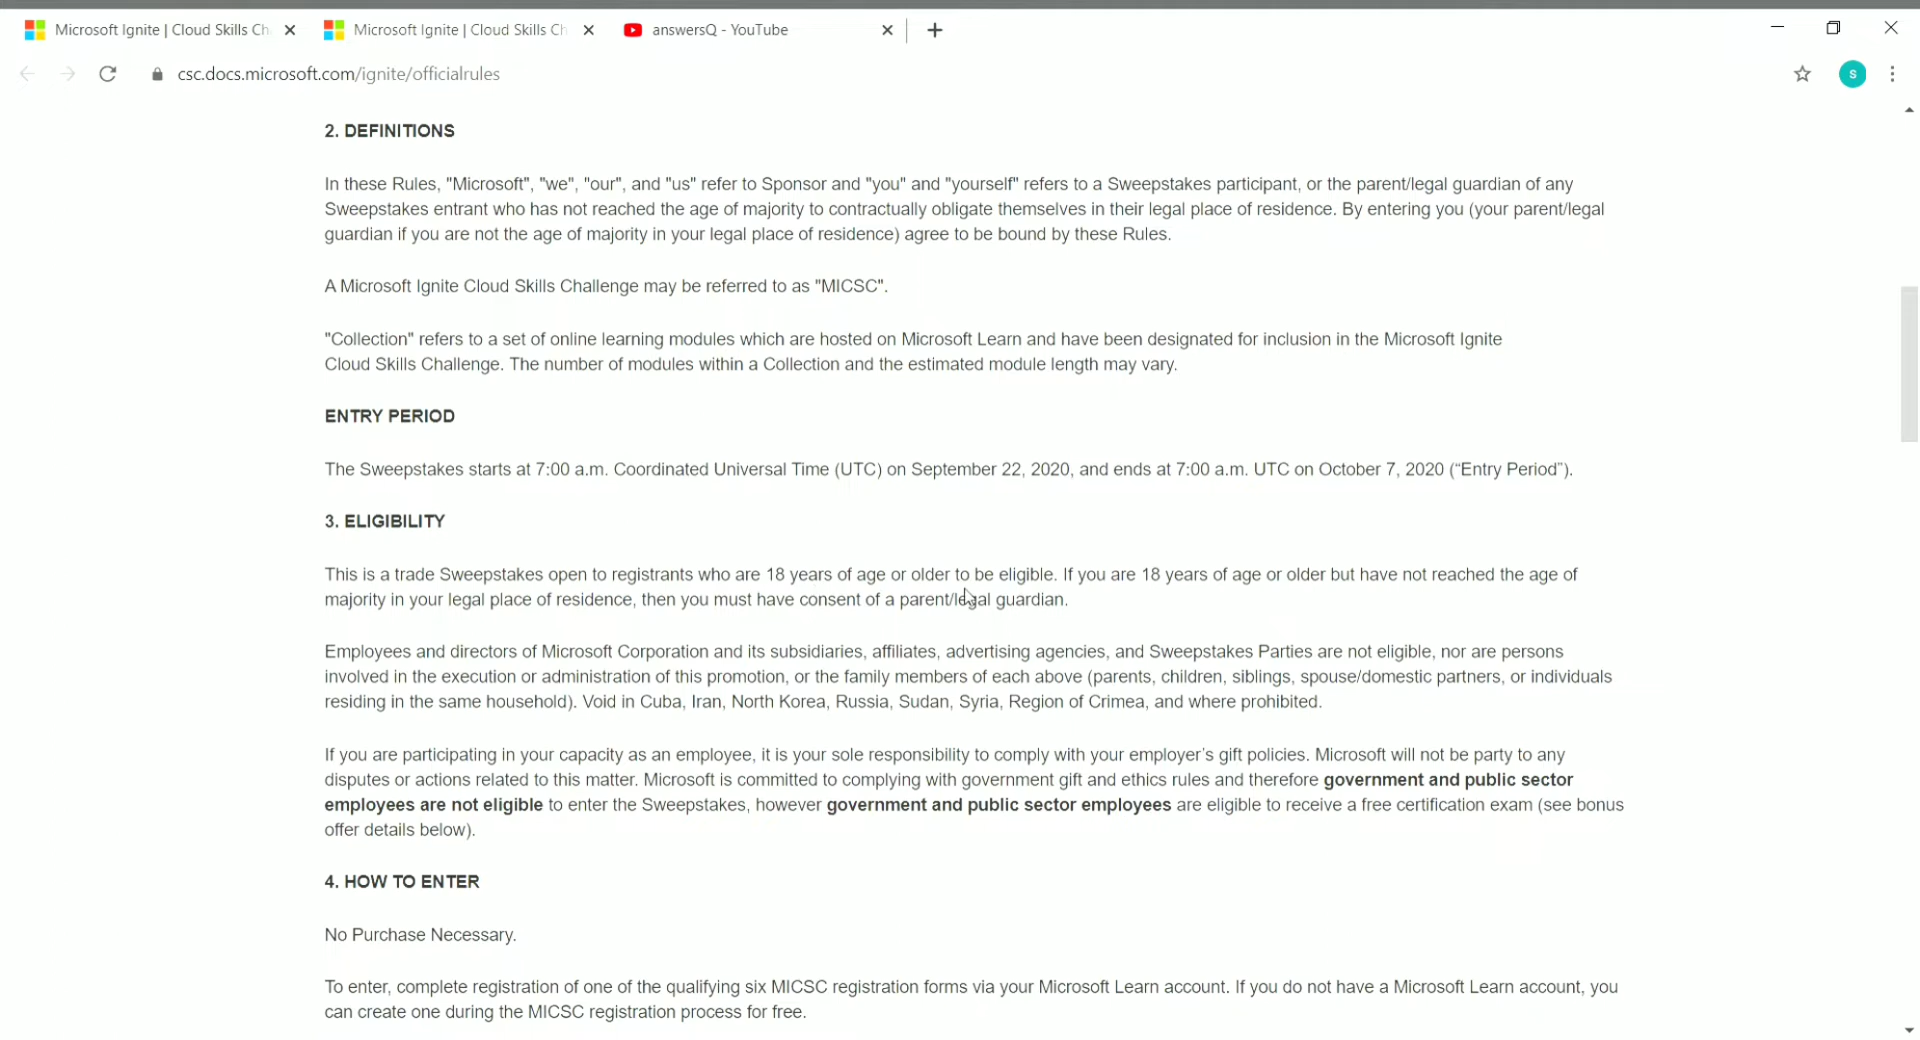 Microsoft Ignite | Cloud Skills Ch
Microsoft Ignite | Cloud Skills Ch
answersQ - YouTube
csc.docs.microsoft.com/ignite/officialrules
S
2. DEFINITIONS
In these Rules, "Microsoft", "we", "our", and "us" refer to Sponsor and "you" and "yourself" refers to a Sweepstakes participant, or the parent/legal guardian of any
Sweepstakes entrant who has not reached the age of majority to contractually obligate themselves in their legal place of residence. By entering you (your parent/legal
guardian if you are not the age of majority in your legal place of residence) agree to be bound by these Rules.
A Microsoft Ignite Cloud Skills Challenge may be referred to as "MICSC".
"Collection" refers to a set of online learning modules which are hosted on Microsoft Learn and have been designated for inclusion in the Microsoft Ignite
Cloud Skills Challenge. The number of modules within a Collection and the estimated module length may vary.
ENTRY PERIOD
The Sweepstakes starts at 7:00 a.m. Coordinated Universal Time (UTC) on September 22, 2020, and ends at 7:00 a.m. UTC on October 7, 2020 (“Entry Period”).
3. ELIGIBILITY
This is a trade Sweepstakes open to registrants who are 18 years of age or older to be eligible. If you are 18 years of age or older but have not reached the age of
majority in your legal place of residence, then you must have consent of a parent/legal guardian.
Employees and directors of Microsoft Corporation and its subsidiaries, affiliates, advertising agencies, and Sweepstakes Parties are not eligible, nor are persons
involved in the execution or administration of this promotion, or the family members of each above (parents, children, siblings, spouse/domestic partners, or individuals
residing in the same household). Void in Cuba, Iran, North Korea, Russia, Sudan, Syria, Region of Crimea, and where prohibited.
If you are participating in your capacity as an employee, it is your sole responsibility to comply with your employer’s gift policies. Microsoft will not be party to any
disputes or actions related to this matter. Microsoft is committed to complying with government gift and ethics rules and therefore government and public sector
employees are not eligible to enter the Sweepstakes, however government and public sector employees are eligible to receive a free certification exam (see bonus
offer details below).
4. HOW TO ENTER
No Purchase Necessary.
To enter, complete registration of one of the qualifying six MICSC registration forms via your Microsoft Learn account. If you do not have a Microsoft Learn account, you
can create one during the MICSC registration process for free.